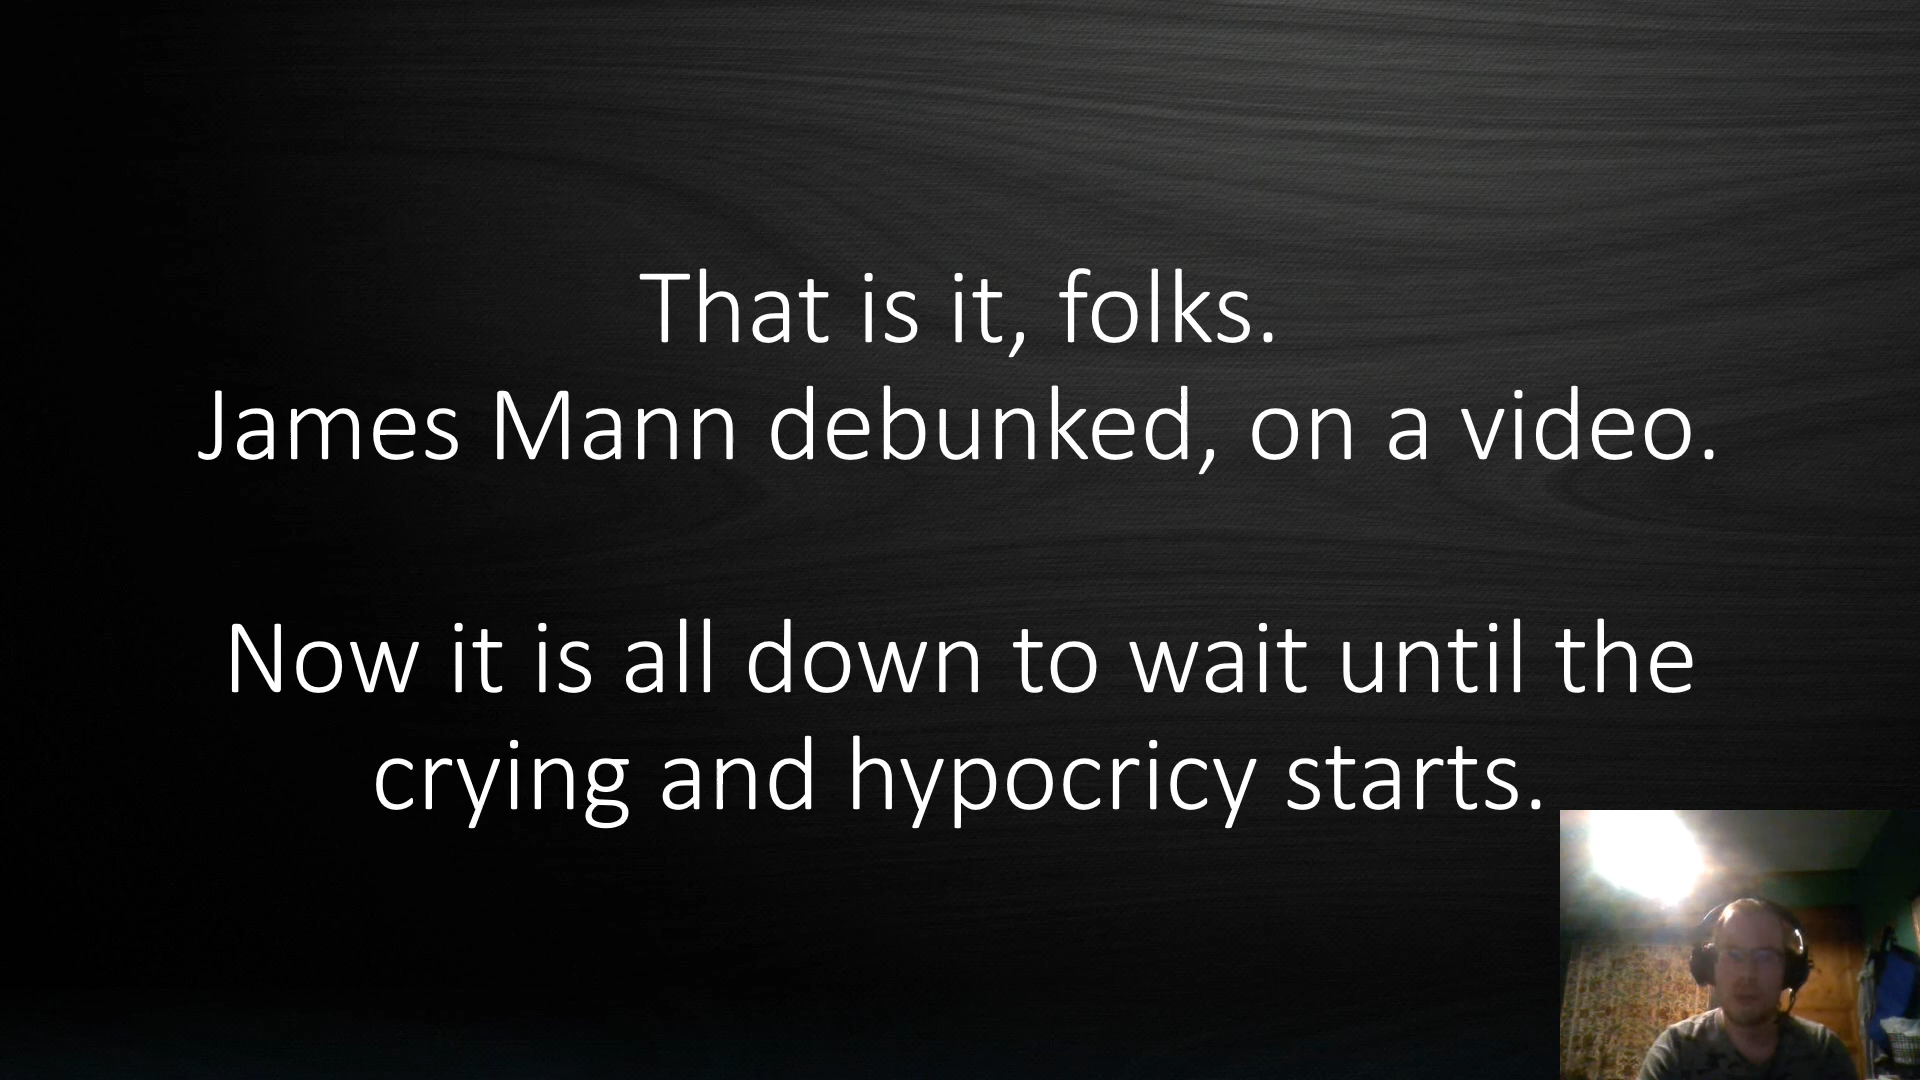 That is it, folks.
James Mann debunked, on a video.
Now it is all down to wait until the
crying and hypocricy starts.